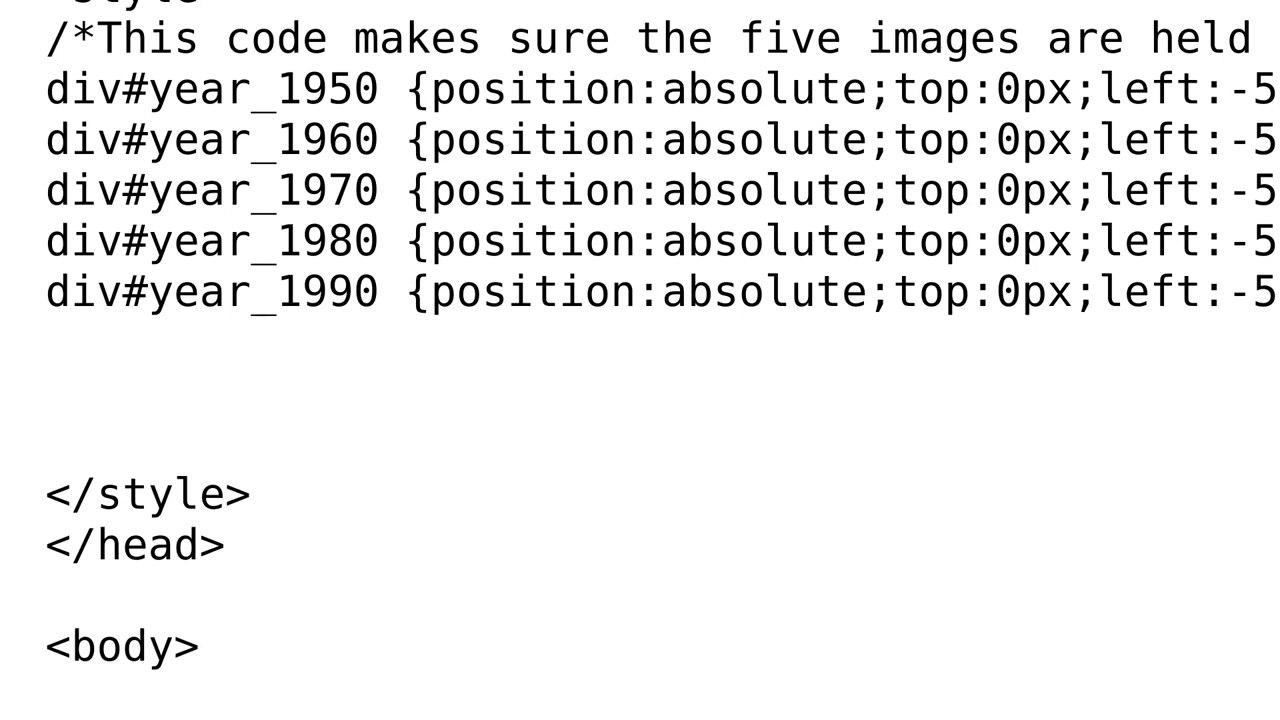 style
/*This code makes sure the five images are held
div#year_1950 {position:absolute;top:0px;left:-5
div#year_1960 {position:absolute;top:0px;left:-5
div#year_1970 {position:absolute;top:0px;left:-5
div#year_1980 {position:absolute;top:0px;left:-5
div#year_1990 {position:absolute;top:0px;left:-5
</style>
</head>
<body>